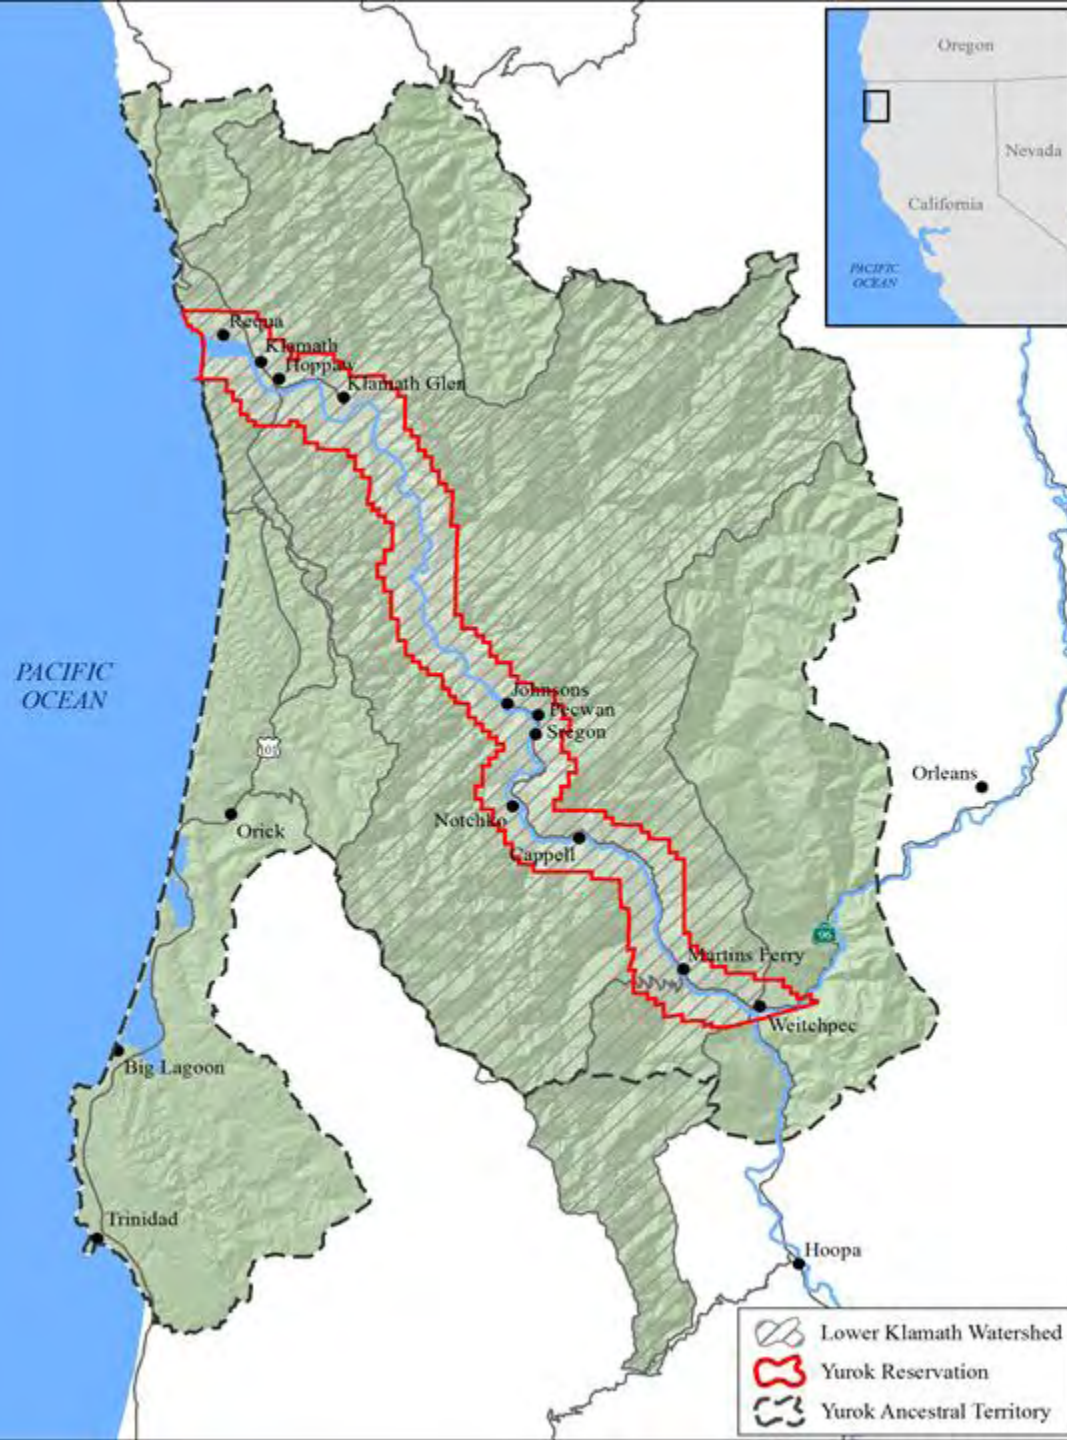 Oregon
Nevada
California
PACIFIC
OCEAN
Requa
Klamath
Hoppaw
Klamath Glen
PACIFIC
OCEAN
Johnsons
Pecwan
Sregon
101
Orleans
Notchko
Orick
Cappell
96
Martins Ferry
Weitchpec
Big Lagoon
Trinidad
Hoopa
Lower Klamath Watershed
Yurok Reservation
Yurok Ancestral Territory